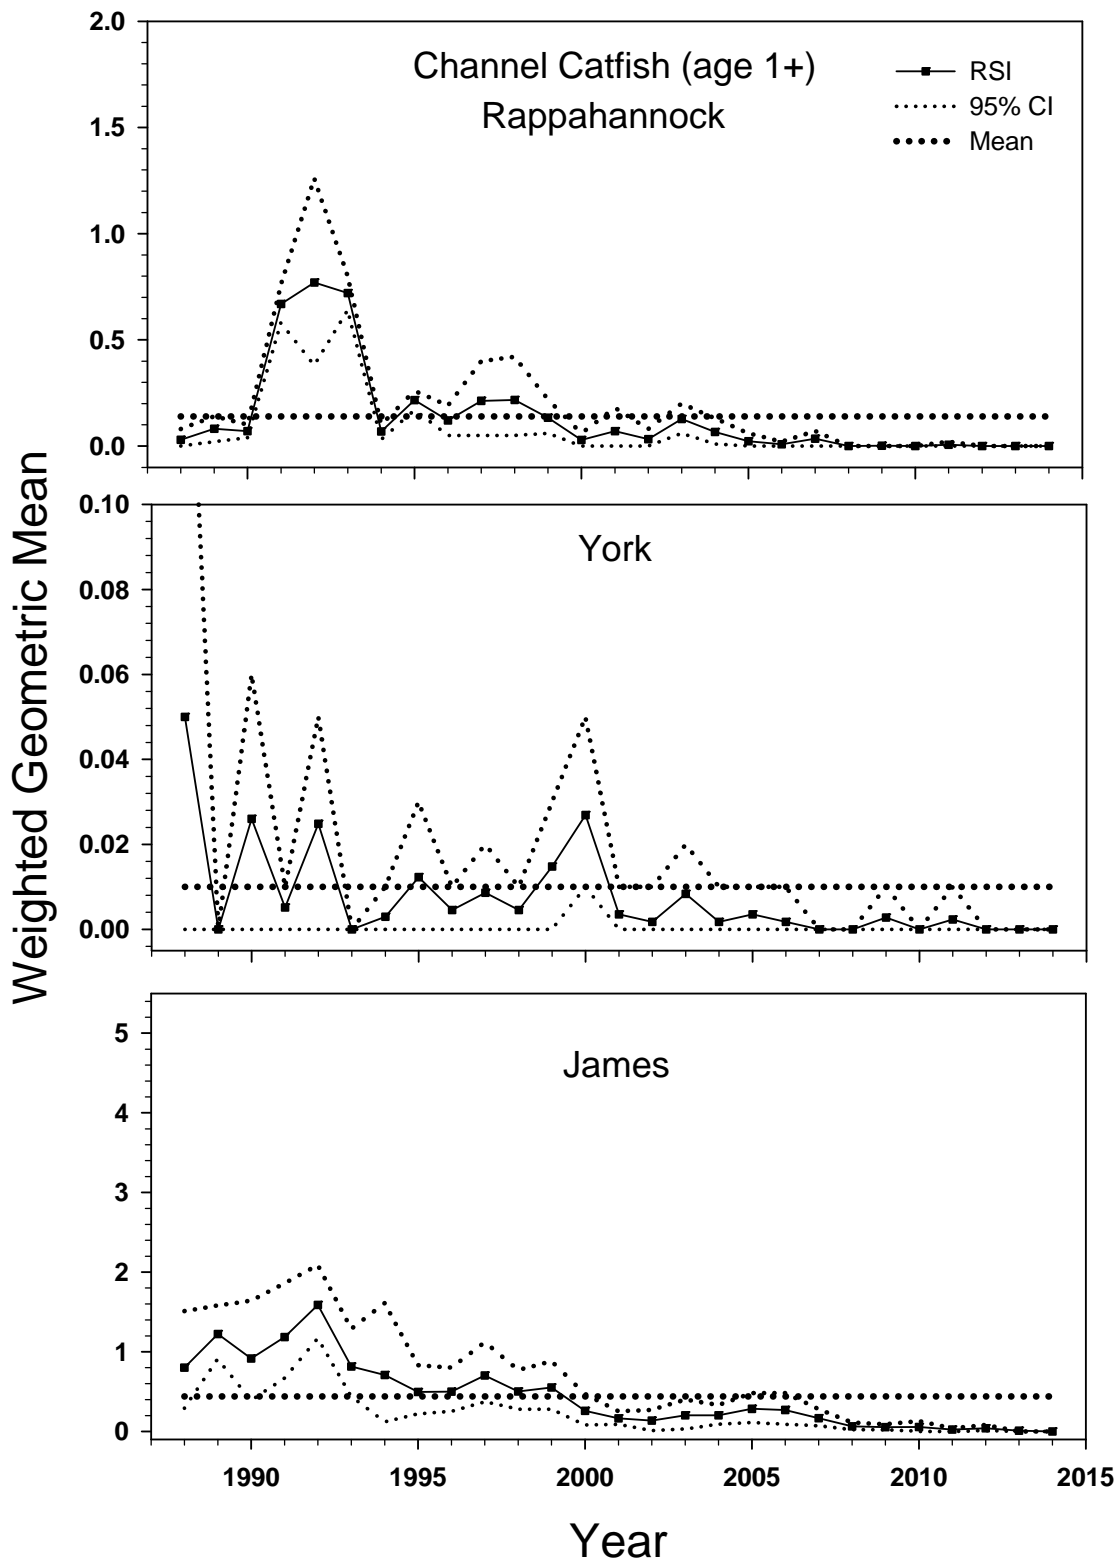 Channel Catfish (age 1+)
Rappahannock
RSI
95% CI
Mean
2.0
1.5
1.0
0.5
0.0
Weighted Geometric Mean
York
0.10
0.08
0.06
0.04
0.02
0.00
James
5
4
3
2
1
0
1990 1995 2000 2005 2010 2015
Year